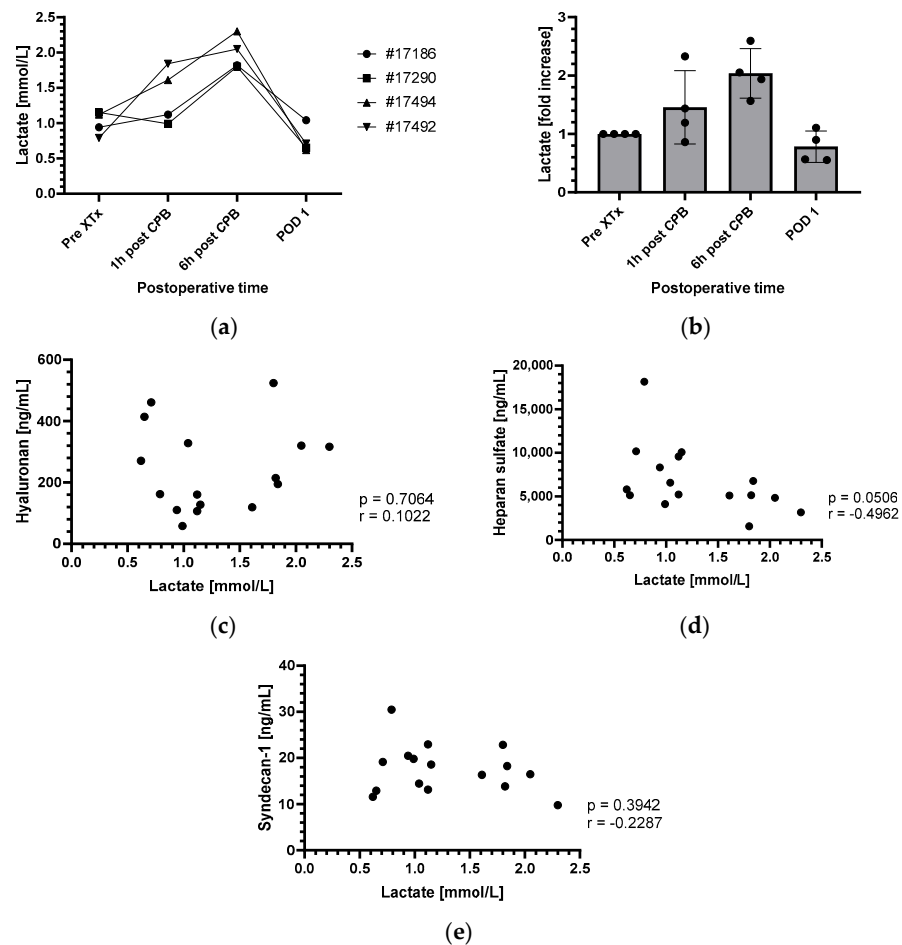 2.5
2.0
1.5
1.0
0.5
0.0
Lactate [mmol/L]
Pre XTx
1h post CPB
6h post CPB
POD 1
Postoperative time
#17186
#17290
#17494
#17492
(a)
3
2
1
0
Lactate [fold increase]
Pre XTx
1h post CPB
6h post CPB
POD 1
Postoperative time
(b)
600
400
200
0
Hyaluronan [ng/mL]
0.0 0.5 1.0 1.5 2.0 2.5
Lactate [mmol/L]
p = 0.7064
r = 0.1022
(c)
20,000
15,000
10,000
5,000
0
Heparan sulfate [ng/mL]
0.0 0.5 1.0 1.5 2.0 2.5
Lactate [mmol/L]
p = 0.0506
r = -0.4962
(d)
40
30
20
10
0
Syndecan-1 [ng/mL]
0.0 0.5 1.0 1.5 2.0 2.5
Lactate [mmol/L]
p = 0.3942
r = -0.2287
(e)